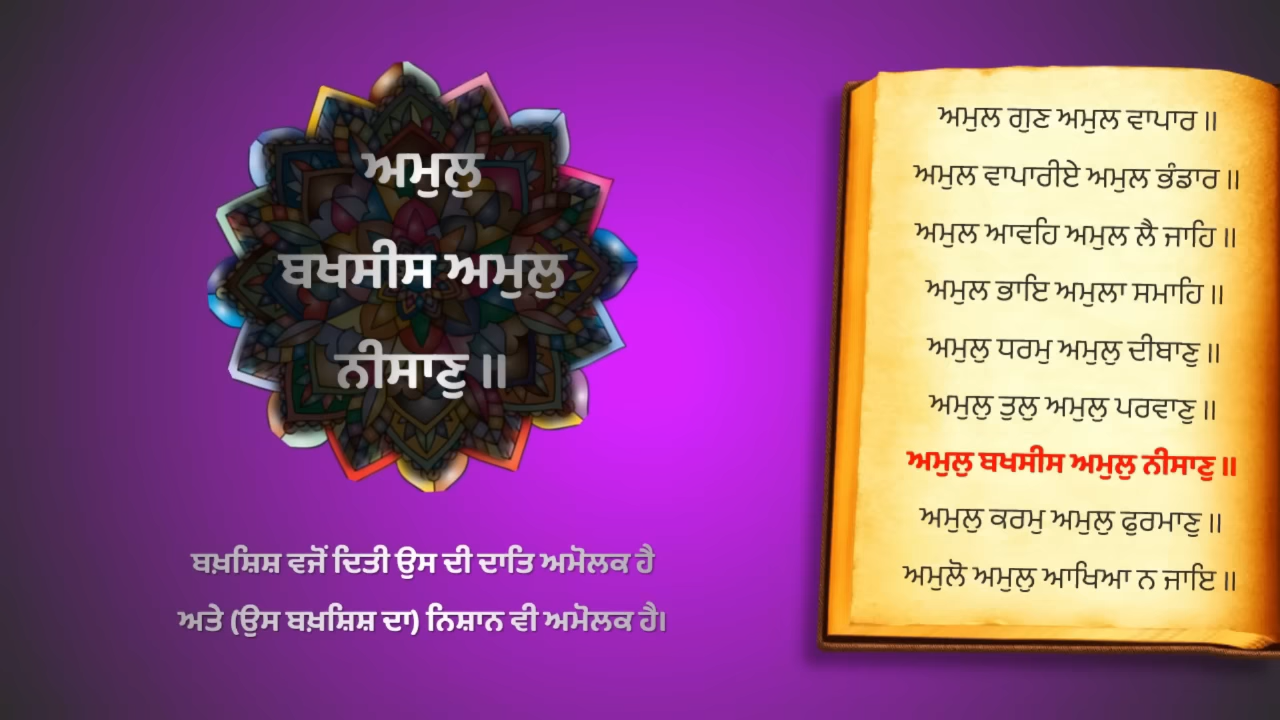 ਅਮੁਲੁ
ਬਖਸੀਸ ਅਮੁਲੁ
ਨੀਸਾਣੁ ॥
ਬਖ਼ਸ਼ਿਸ਼ ਵਜੋਂ ਦਿਤੀ ਉਸ ਦੀ ਦਾਤਿ ਅਮੋਲਕ ਹੈ
ਅਤੇ (ਉਸ ਬਖ਼ਸ਼ਿਸ਼ ਦਾ) ਨਿਸ਼ਾਨ ਵੀ ਅਮੋਲਕ ਹੈ।
ਅਮੁਲ ਗੁਣ ਅਮੁਲ ਵਾਪਾਰ ॥
ਅਮੁਲ ਵਾਪਾਰੀਏ ਅਮੁਲ ਭੰਡਾਰ ॥
ਅਮੁਲ ਆਵਹਿ ਅਮੁਲ ਲੈ ਜਾਹਿ ॥
ਅਮੁਲ ਭਾਇ ਅਮੁਲਾ ਸਮਾਹਿ ॥
ਅਮੁਲੁ ਧਰਮੁ ਅਮੁਲੁ ਦੀਬਾਣੁ ॥
ਅਮੁਲੁ ਤੁਲੁ ਅਮੁਲੁ ਪਰਵਾਣੁ ॥
ਅਮੁਲੁ ਬਖਸੀਸ ਅਮੁਲੁ ਨੀਸਾਣੁ ॥
ਅਮੁਲੁ ਕਰਮੁ ਅਮੁਲੁ ਫੁਰਮਾਣੁ ॥
ਅਮੁਲੋ ਅਮੁਲੁ ਆਖਿਆ ਨ ਜਾਇ ॥